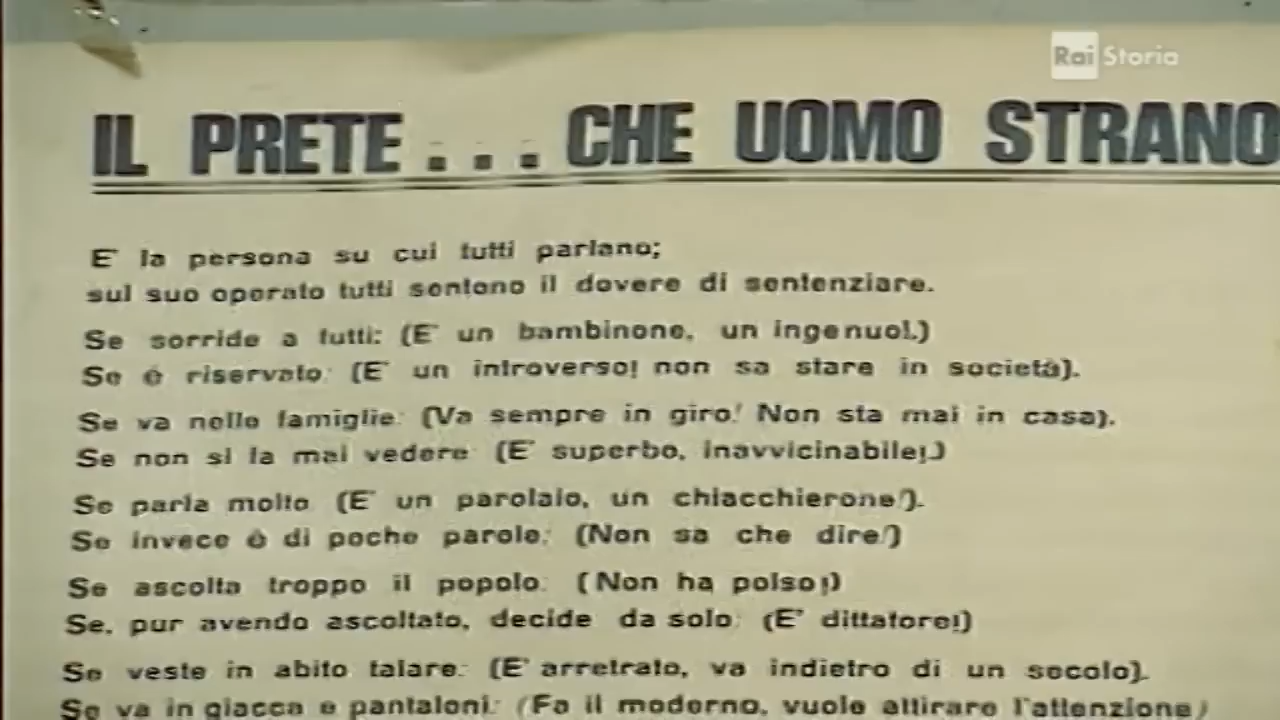 Rai Storia
IL PRETE... CHE UOMO STRANO
E' la persona su cui tutti parlano;
sul suo operato tutti sentono il dovere di sentenziare.
Se sorride a tutti: (E' un bambinone, un ingenuo!.)
Se è riservato: (E' un introverso! non sa stare in società).
Se va nelle famiglie: (Va sempre in giro! Non sta mai in casa).
Se non si fa mai vedere: (E' superbo, inavvicinabile!.)
Se parla molto (E' un parolaio, un chiacchierone!).
Se invece è di poche parole: (Non sa che dire!)
Se ascolta troppo il popolo: (Non ha polso!)
Se, pur avendo ascoltato, decide da solo: (E' dittatore!)
Se veste in abito talare: (E' arretrato, va indietro di un secolo).
Se va in giacca e pantaloni: (Fa il moderno, vuole attirare l'attenzione)